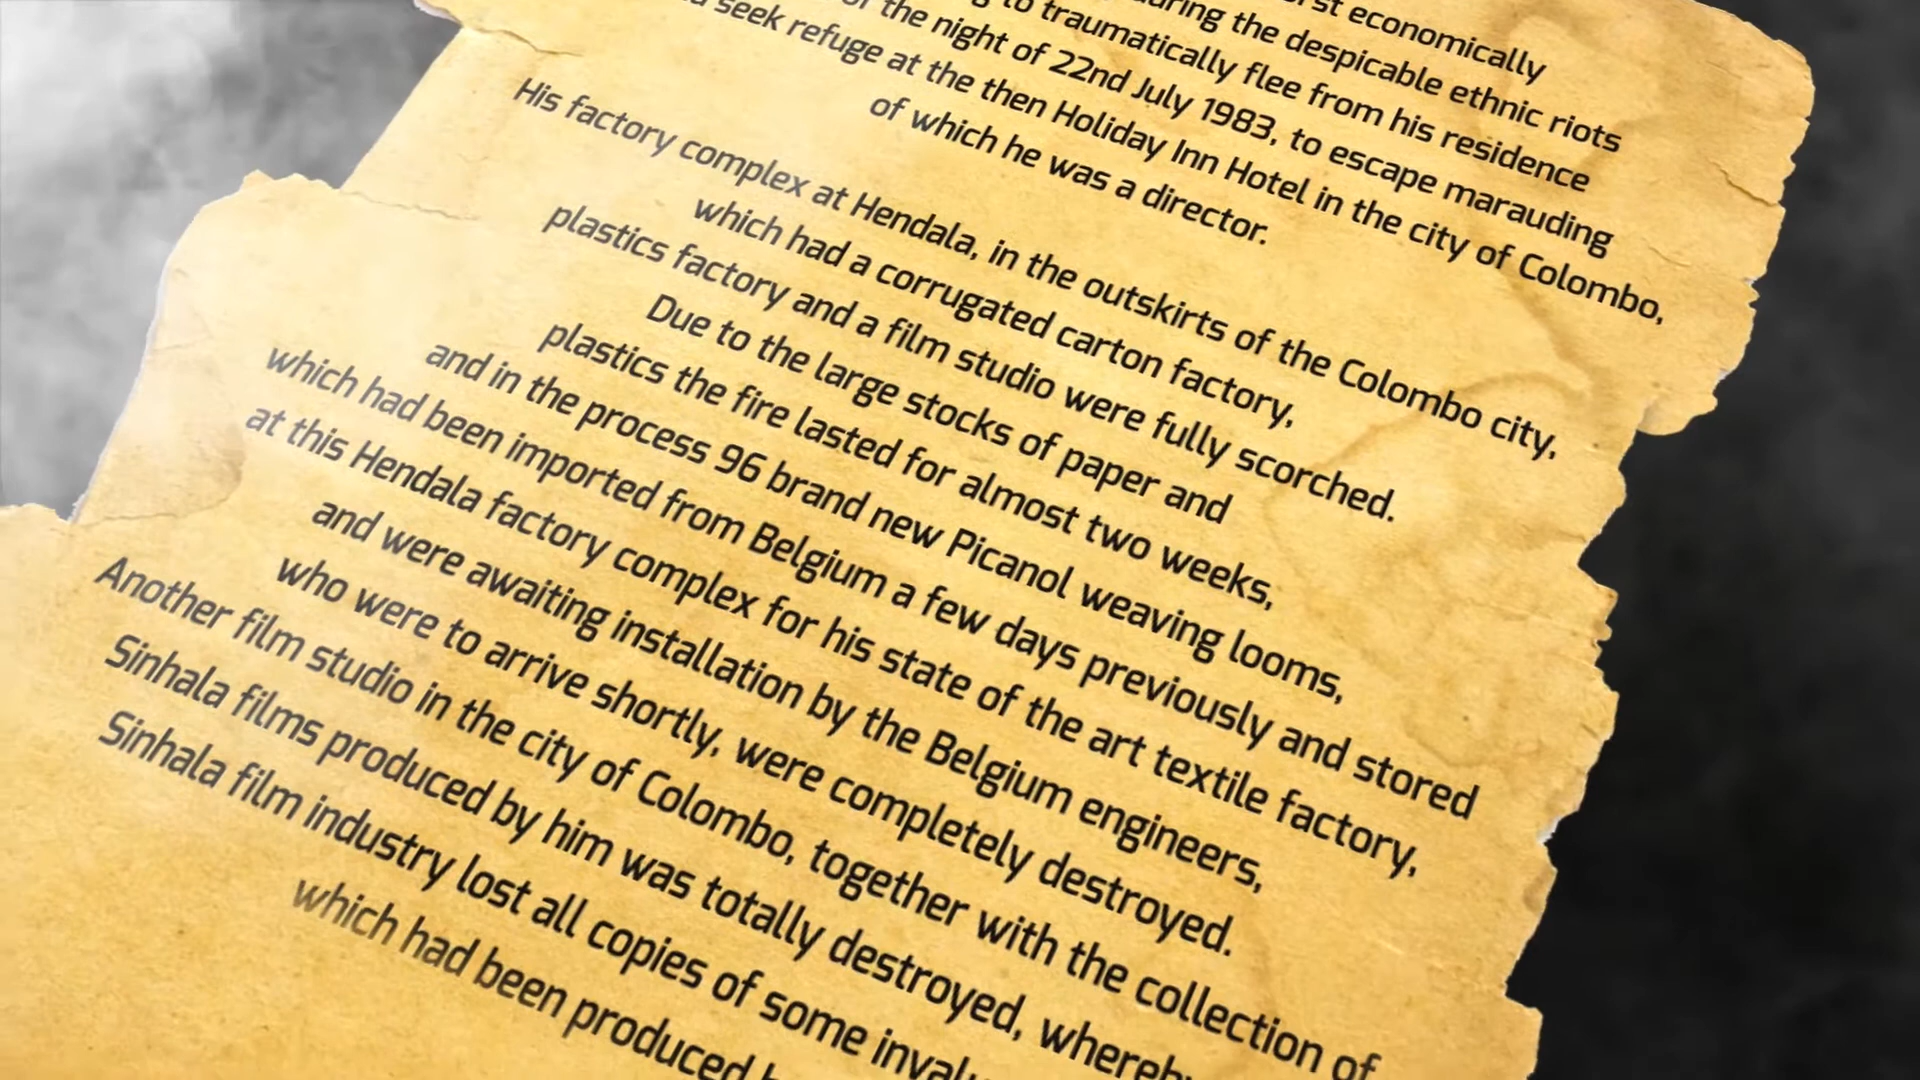 economically
during the despicable ethnic riots
to traumatically flee from his residence
the night of 22nd July 1983, to escape marauding
seek refuge at the then Holiday Inn Hotel in the city of Colombo,
of which he was a director.
His factory complex at Hendala, in the outskirts of the Colombo city,
which had a corrugated carton factory,
plastics factory and a film studio were fully scorched.
Due to the large stocks of paper and
plastics the fire lasted for almost two weeks,
and in the process 96 brand new Picanol weaving looms,
which had been imported from Belgium a few days previously and stored
at this Hendala factory complex for his state of the art textile factory,
and were awaiting installation by the Belgium engineers,
who were to arrive shortly, were completely destroyed.
Another film studio in the city of Colombo, together with the collection of
Sinhala films produced by him was totally destroyed, whereby
Sinhala film industry lost all copies of some
which had been produced